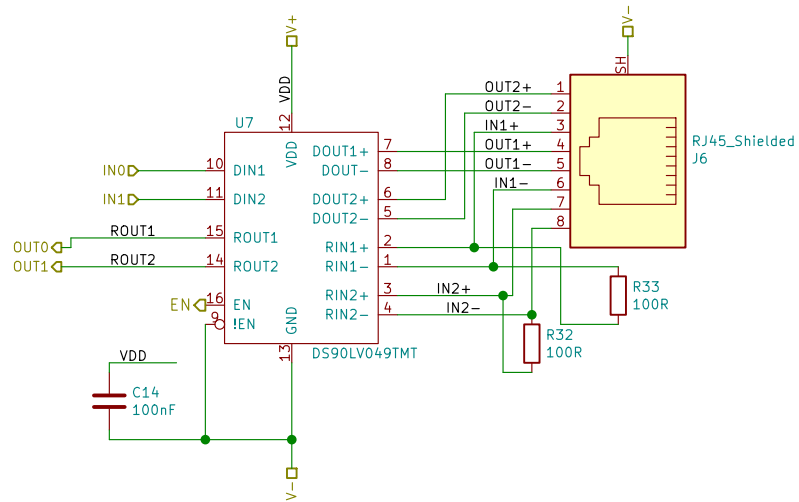 V+
V-
VDD
SH
U7
12
VDD
IN0
10
DIN1
IN1
11
DIN2
OUT0
ROUT1
15
ROUT1
OUT1
ROUT2
14
ROUT2
EN
16
EN
9
!EN
GND
13
DS90LV049TMT
DOUT1+
7
DOUT-
8
DOUT2+
6
DOUT2-
5
RIN1+
2
RIN1-
1
RIN2+
3
RIN2-
4
OUT2+
1
OUT2-
2
IN1+
3
OUT1+
4
OUT1-
5
IN1-
6
7
8
RJ45_Shielded
J6
IN2+
IN2-
R33
100R
R32
100R
VDD
C14
100nF
V-